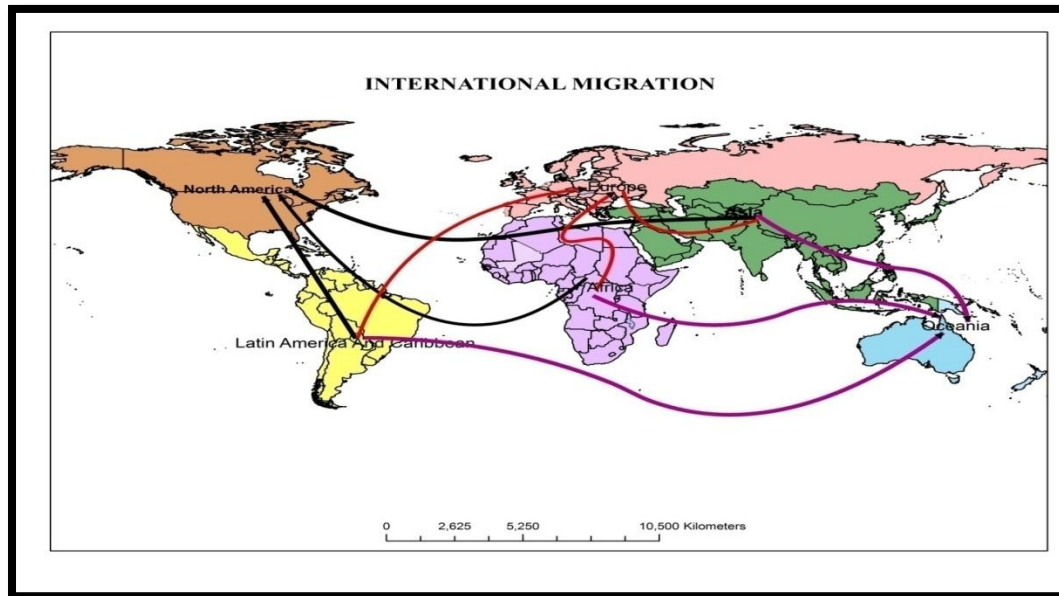 INTERNATIONAL MIGRATION
North America
Europe
Asia
Africa
Oceania
Latin America And Caribbean
0 2,625 5,250 10,500 Kilometers